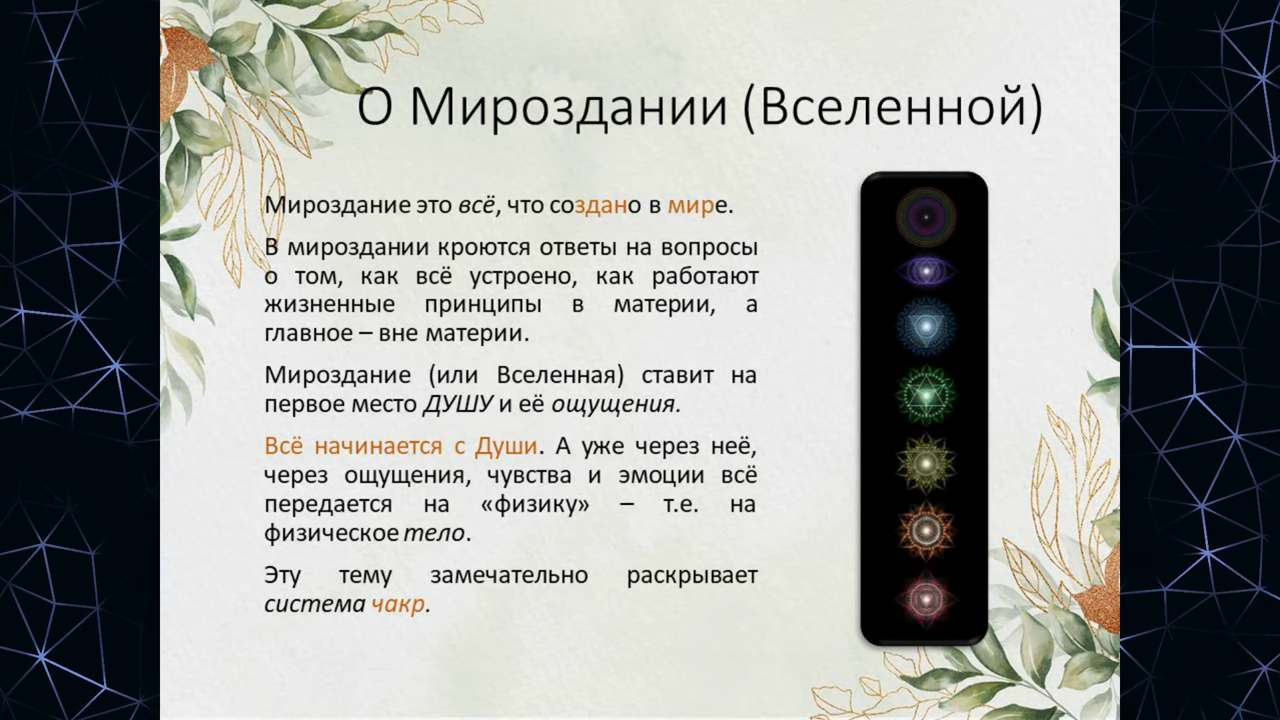 О Мироздании (Вселенной)
Мироздание это всё, что создано в мире.
В мироздании кроются ответы на вопросы
о том, как всё устроено, как работают
жизненные принципы в материи, а
главное – вне материи.
Мироздание (или Вселенная) ставит на
первое место ДУШУ и её ощущения.
Всё начинается с Души. А уже через неё,
через ощущения, чувства и эмоции всё
передается на «физику» – т.е. на
физическое тело.
Эту тему замечательно раскрывает
система чакр.